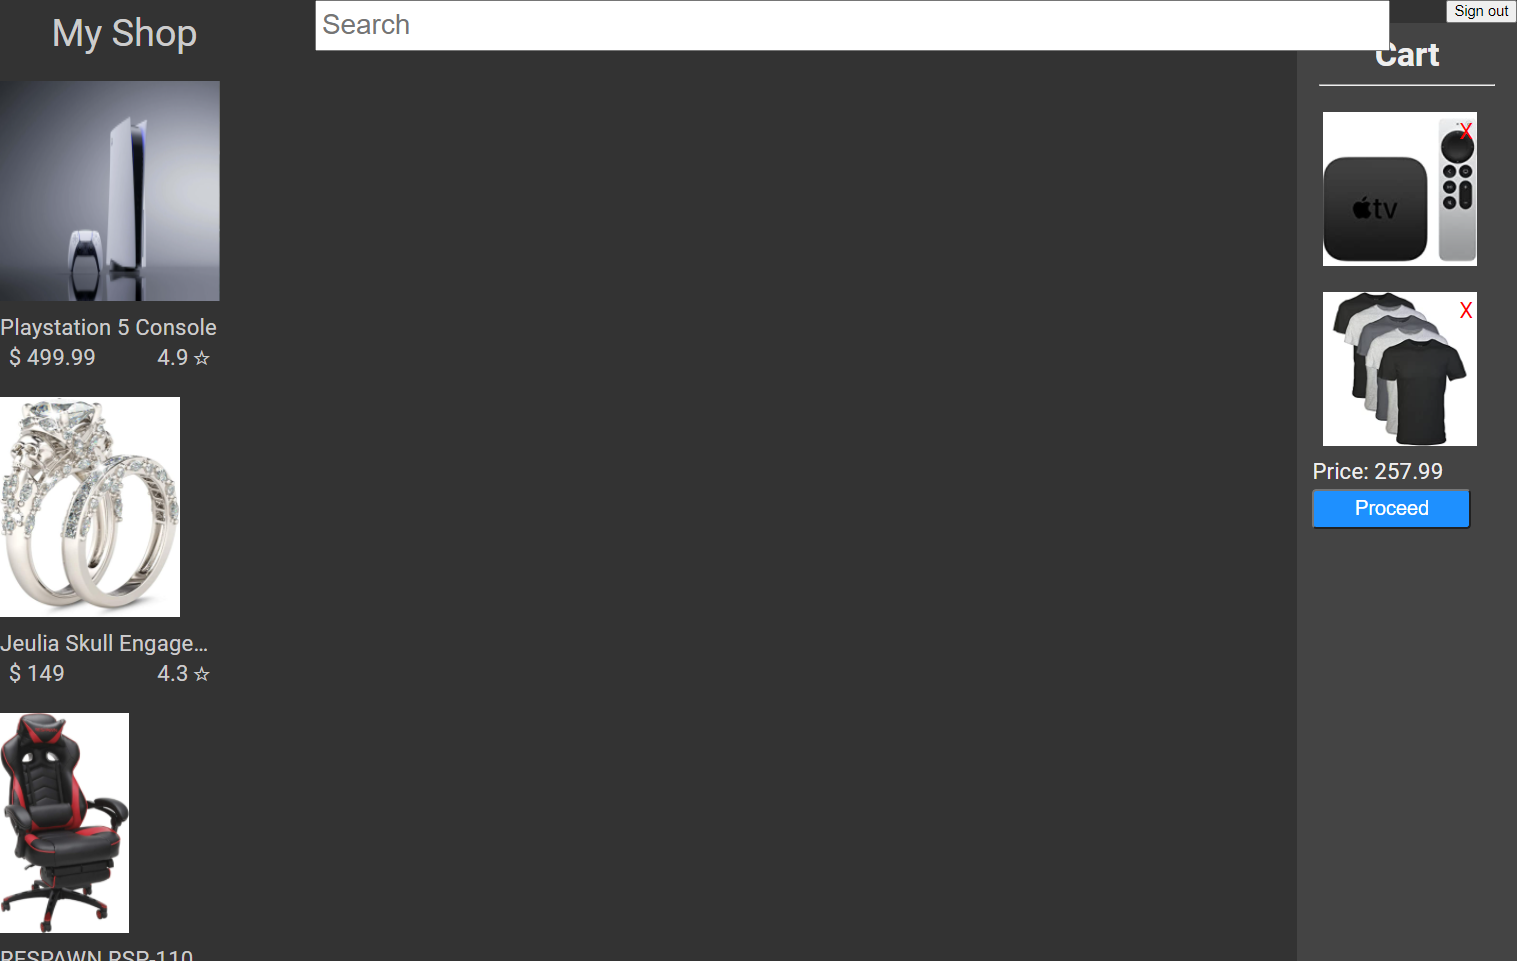 My Shop
Search
Sign out
Cart
X
tv
X
Price: 257.99
Proceed
Playstation 5 Console
$ 499.99 4.9 ☆
Jeulia Skull Engage...
$ 149 4.3 ☆
RESPAWN RSP-110